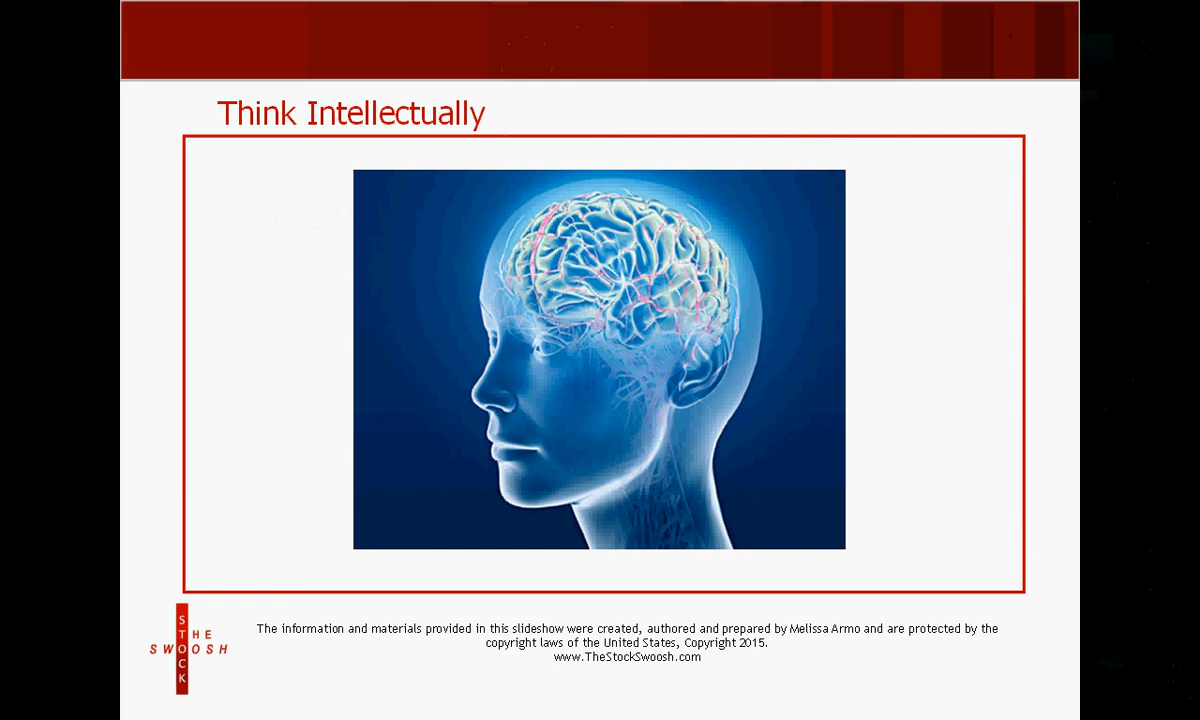 Think Intellectually
THE
STOCK
SWOOSH
The information and materials provided in this slideshow were created, authored and prepared by Melissa Armo and are protected by the
copyright laws of the United States, Copyright 2015.
www.TheStockSwoosh.com